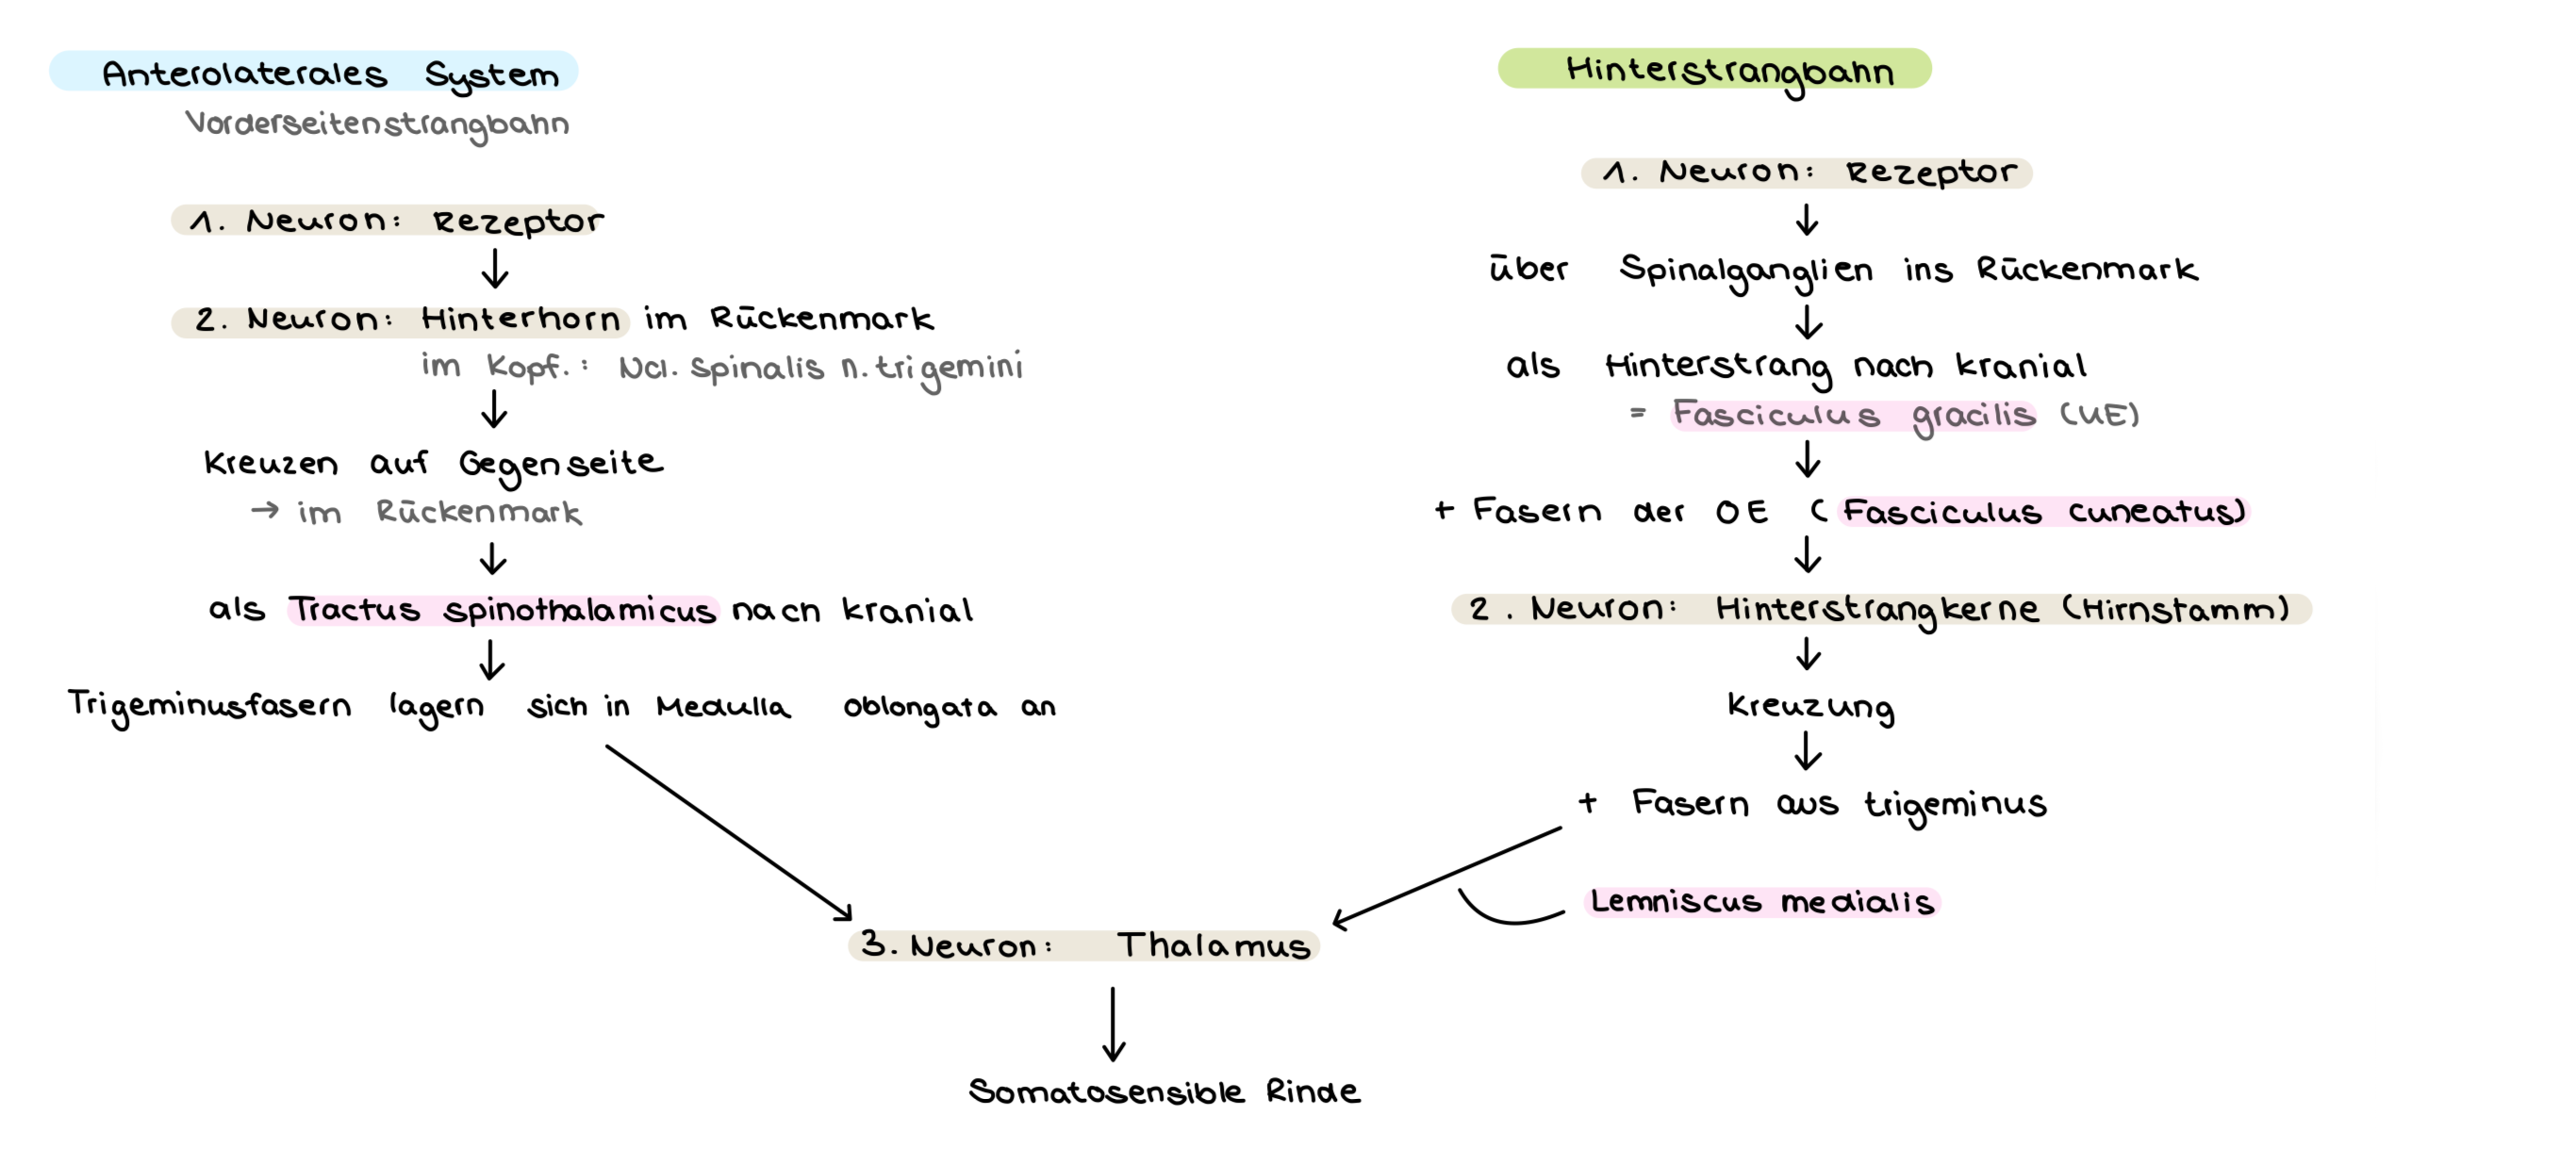 Anterolaterales System
Vorderseitenstrangbahn
1. Neuron: Rezeptor
2. Neuron: Hinterhorn im Rückenmark
im Kopf.: Ncl. spinalis n. trigemini
Kreuzen auf Gegenseite
→ im Rückenmark
als Tractus spinothalamicus nach kranial
Trigeminusfasern lagern sich in Medulla oblongata an
Hinterstrangbahn
1. Neuron: Rezeptor
über Spinalganglien ins Rückenmark
als Hinterstrang nach kranial
= Fasciculus gracilis (UE)
+ Fasern der OE (Fasciculus cuneatus)
2. Neuron: Hinterstrangkerne (Hirnstamm)
Kreuzung
+ Fasern aus trigeminus
Lemniscus medialis
3. Neuron: Thalamus
Somatosensible Rinde